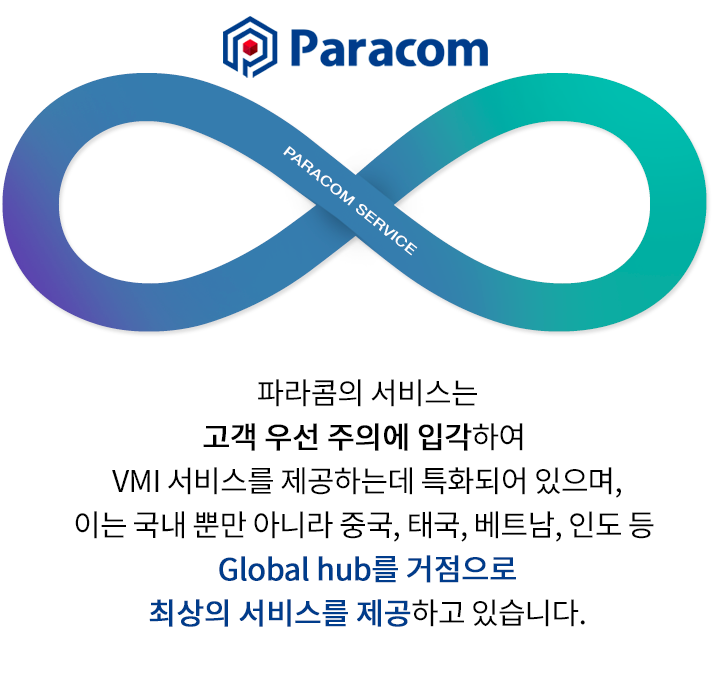 Paracom
PARACOM SERVICE
파라콤의 서비스는
고객 우선 주의에 입각하여
VMI 서비스를 제공하는데 특화되어 있으며,
이는 국내 뿐만 아니라 중국, 태국, 베트남, 인도 등
Global hub를 거점으로
최상의 서비스를 제공하고 있습니다.